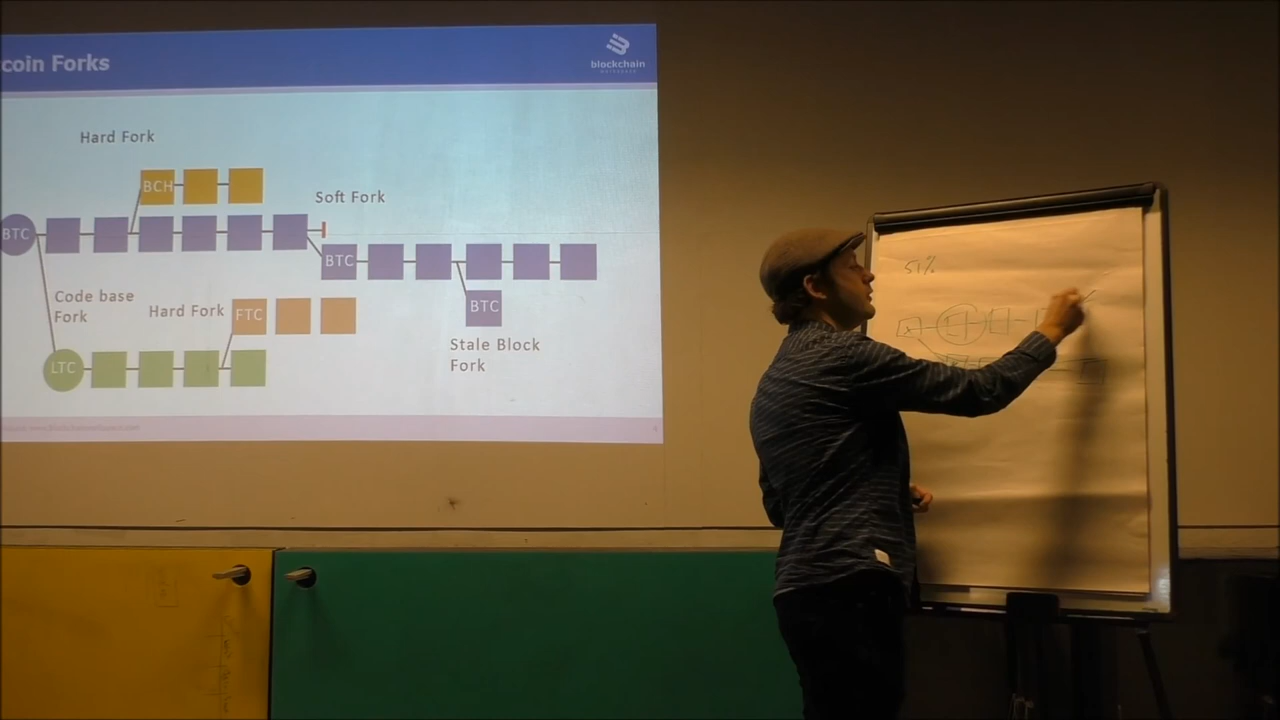 coin Forks
blockchain
WORKSPACE
Hard Fork
BCH
Soft Fork
BTC
BTC
Code base
Fork
Hard Fork
FTC
BTC
Stale Block
Fork
LTC
51%